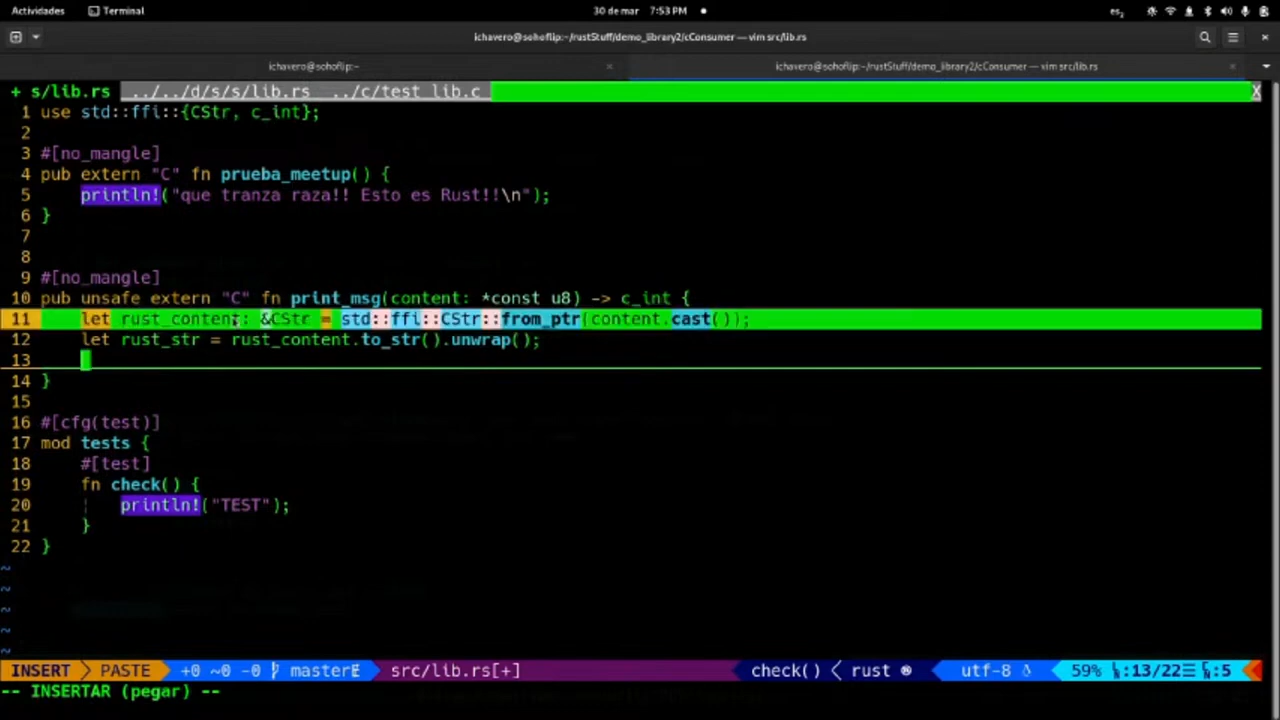 Actividades Terminal 30 de mar 7:53 PM es₂
ichavero@sohoflip:~/rustStuff/demo_library2/cConsumer — vim src/lib.rs
ichavero@sohoflip:~ × ichavero@sohoflip:~/rustStuff/demo_library2/cConsumer — vim src/lib.rs ×
+ s/lib.rs ../../d/s/s/lib.rs ../c/test_lib.c X
1 use std::ffi::{CStr, c_int};
2
3 #[no_mangle]
4 pub extern "C" fn prueba_meetup() {
5     println!("que tranza raza!! Esto es Rust!!\n");
6 }
7
8
9 #[no_mangle]
10 pub unsafe extern "C" fn print_msg(content: *const u8) -> c_int {
11     let rust_content: &CStr = std::ffi::CStr::from_ptr(content.cast());
12     let rust_str = rust_content.to_str().unwrap();
13
14 }
15
16 #[cfg(test)]
17 mod tests {
18     #[test]
19     fn check() {
20     ¦   println!("TEST");
21     }
22 }
~
~
~
~
~
INSERT PASTE +0 ~0 -0 master src/lib.rs[+] check() rust utf-8 59% :13/22 :5
-- INSERTAR (pegar) --